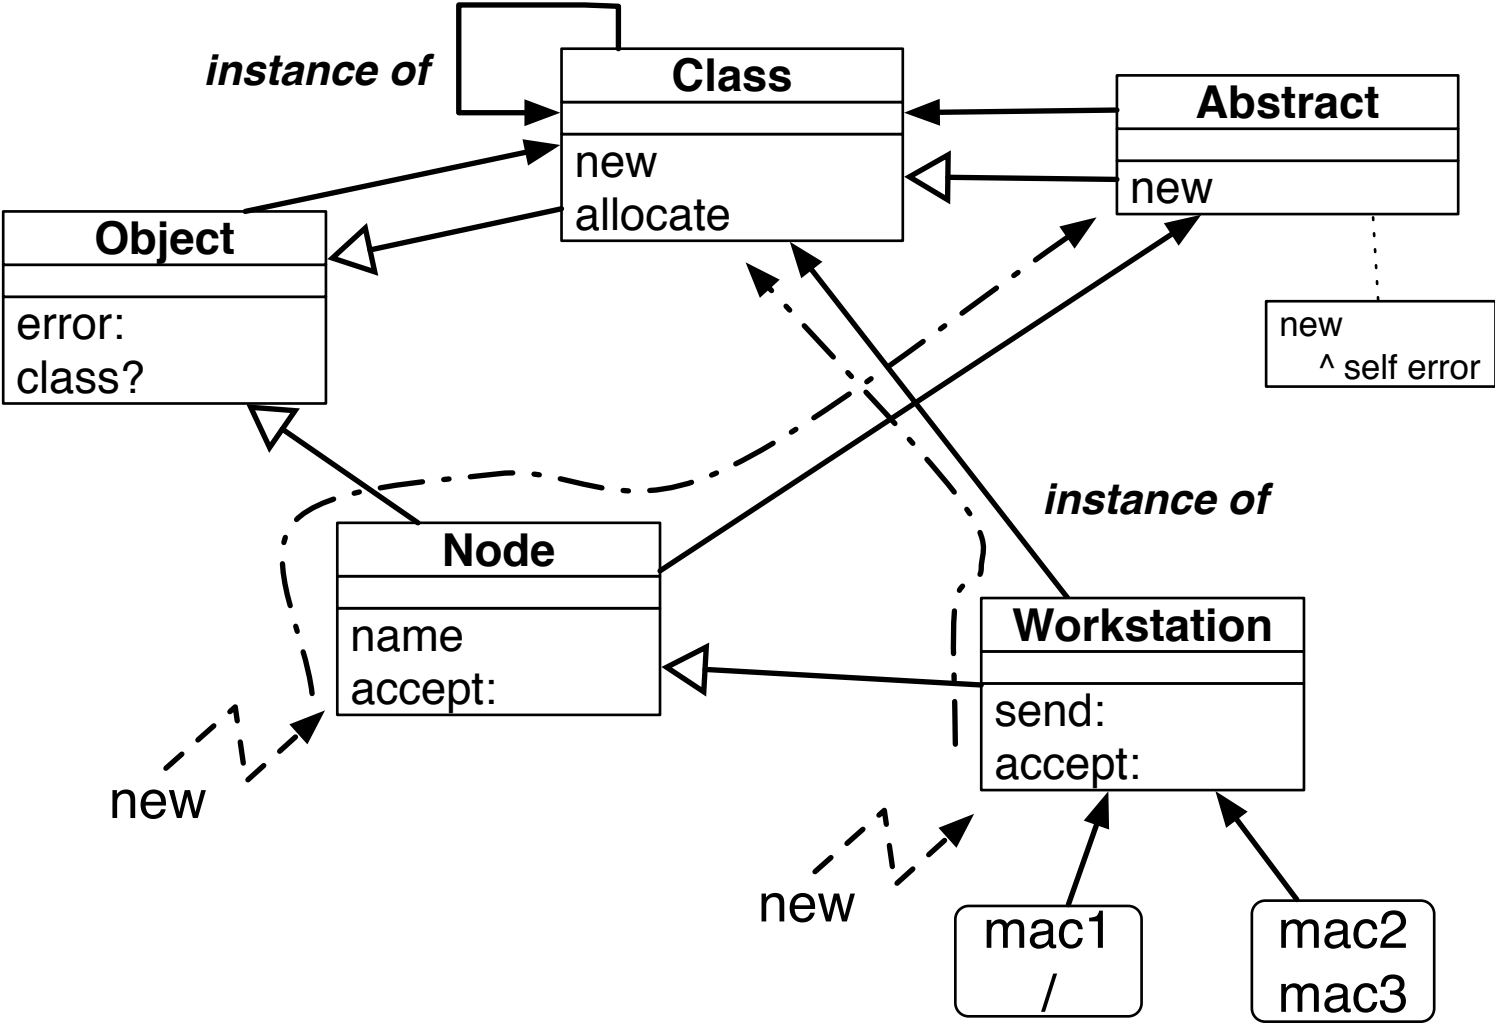 instance of
Class
new
allocate
Abstract
new
new
^ self error
Object
error:
class?
Node
name
accept:
new
instance of
Workstation
send:
accept:
new
mac1
/
mac2
mac3